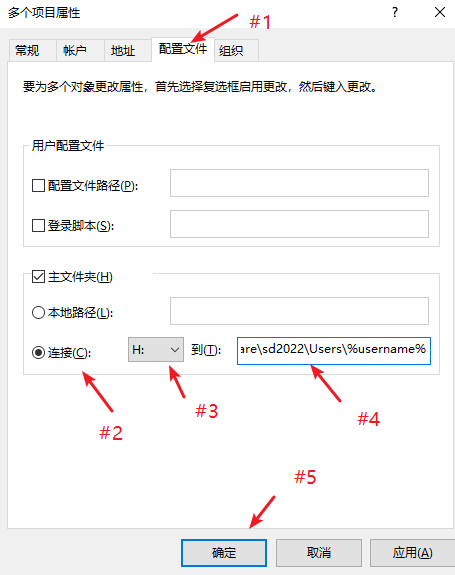 多个项目属性 ? ×
#1
常规 帐户 地址 配置文件 组织
要为多个对象更改属性，首先选择复选框启用更改，然后键入更改。
用户配置文件
配置文件路径(P):
登录脚本(S):
主文件夹(H)
本地路径(L):
连接(C): H: 到(T): are\sd2022\Users\%username%
#2 #3 #4
#5
确定 取消 应用(A)